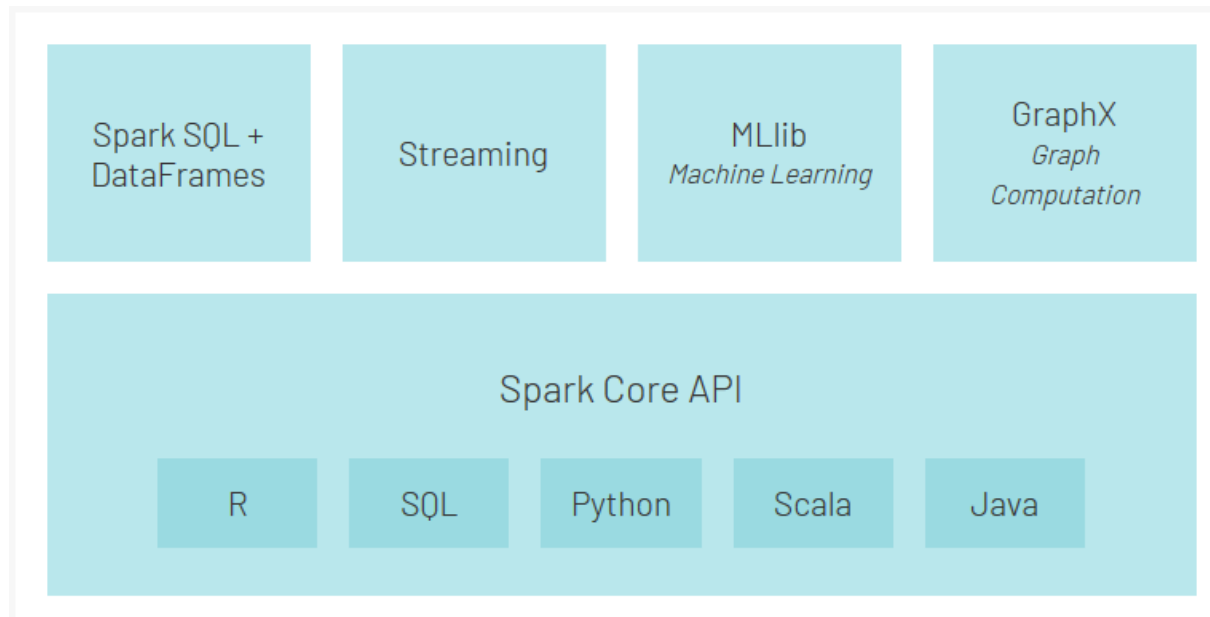 Spark SQL +
DataFrames
Streaming
MLlib
Machine Learning
GraphX
Graph
Computation
Spark Core API
R
SQL
Python
Scala
Java